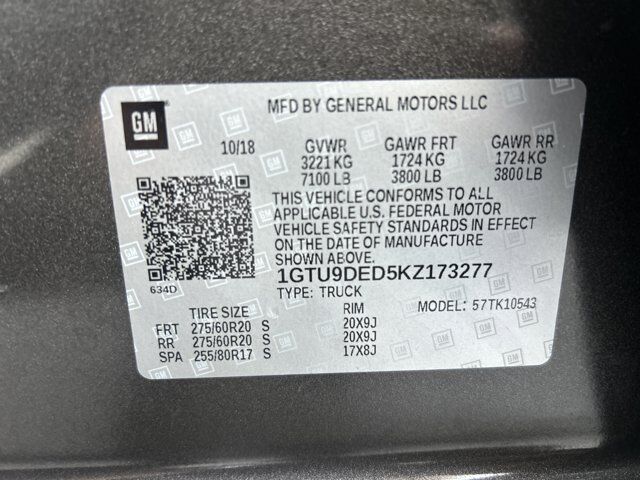 GM
MFD BY GENERAL MOTORS LLC
10/18 GVWR GAWR FRT GAWR RR
3221 KG 1724 KG 1724 KG
7100 LB 3800 LB 3800 LB
THIS VEHICLE CONFORMS TO ALL
APPLICABLE U.S. FEDERAL MOTOR
VEHICLE SAFETY STANDARDS IN EFFECT
ON THE DATE OF MANUFACTURE
SHOWN ABOVE.
634D 1GTU9DED5KZ173277
TYPE: TRUCK MODEL: 57TK10543
TIRE SIZE RIM
FRT 275/60R20 S 20X9J
RR 275/60R20 S 20X9J
SPA 255/80R17 S 17X8J